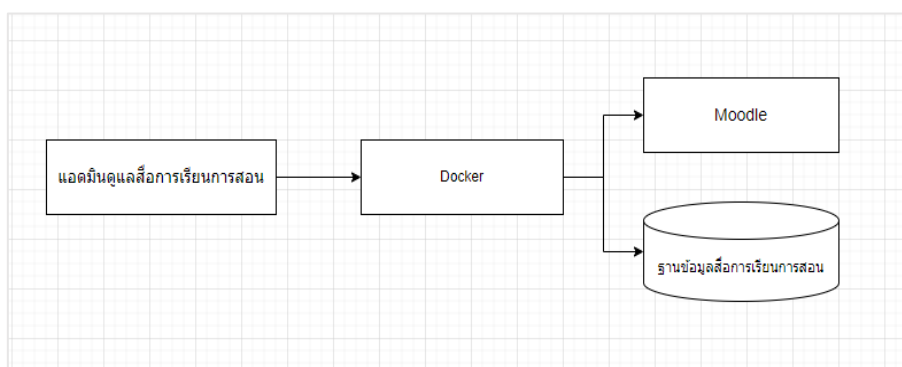 Moodle
แอดมินดูแลสื่อการเรียนการสอน
Docker
ฐานข้อมูลสื่อการเรียนการสอน